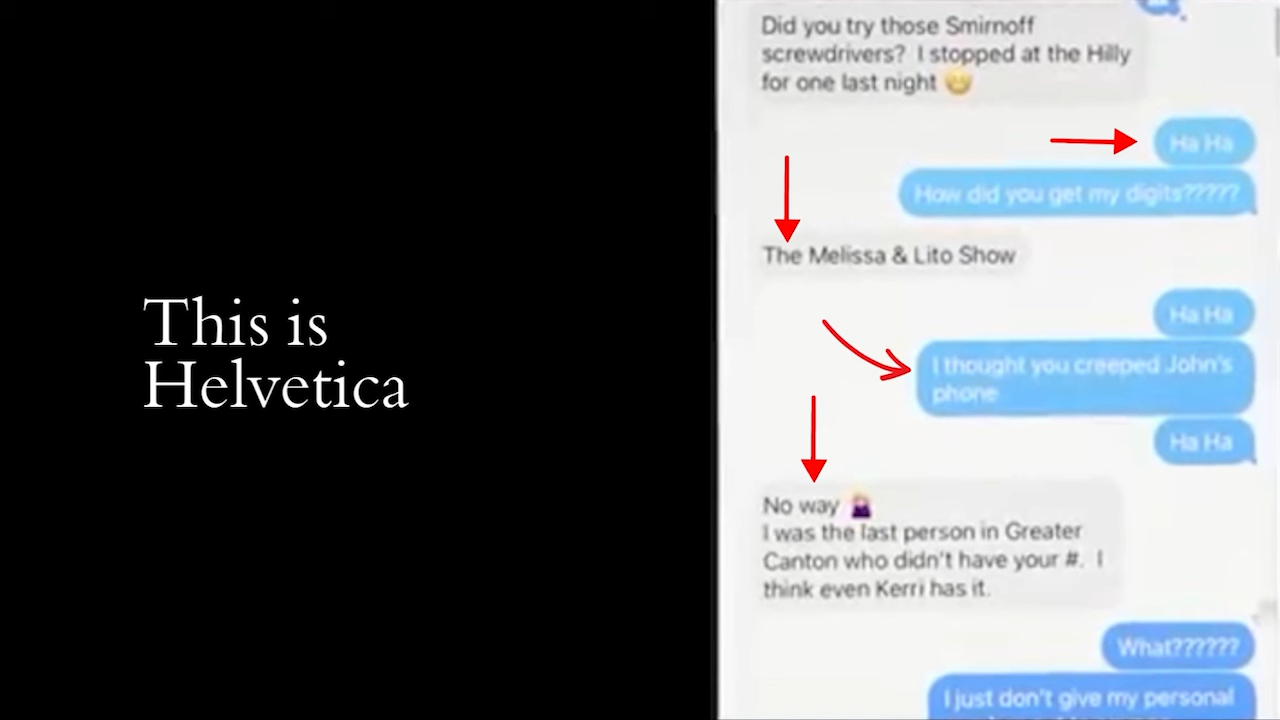 This is
Helvetica
Did you try those Smirnoff
screwdrivers? I stopped at the Hilly
for one last night 😁
Ha Ha
How did you get my digits?????
The Melissa & Lito Show
Ha Ha
I thought you creeped John's
phone
Ha Ha
No way
I was the last person in Greater
Canton who didn't have your #. I
think even Kerri has it.
What??????
I just don't give my personal